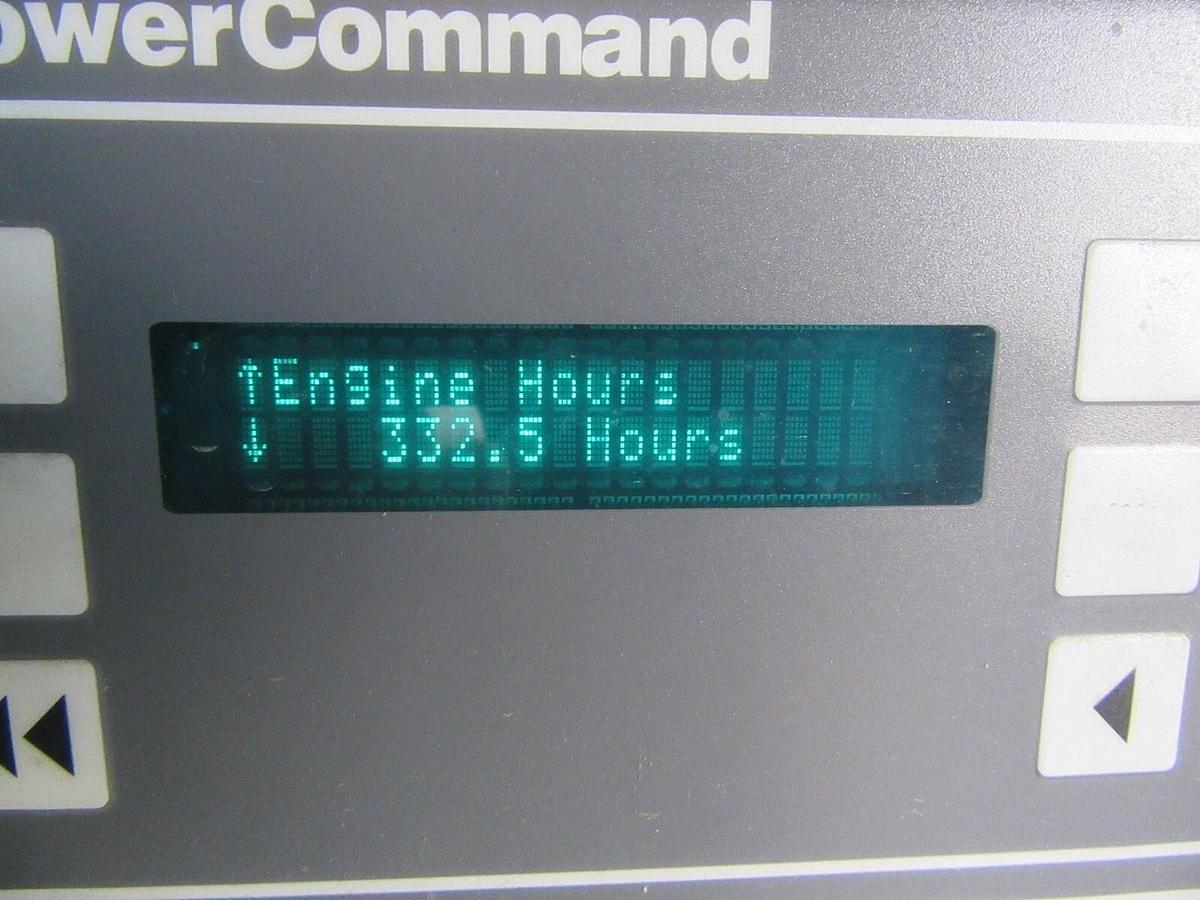 owerCommand
↑Engine Hours
↓ 332.5 Hours